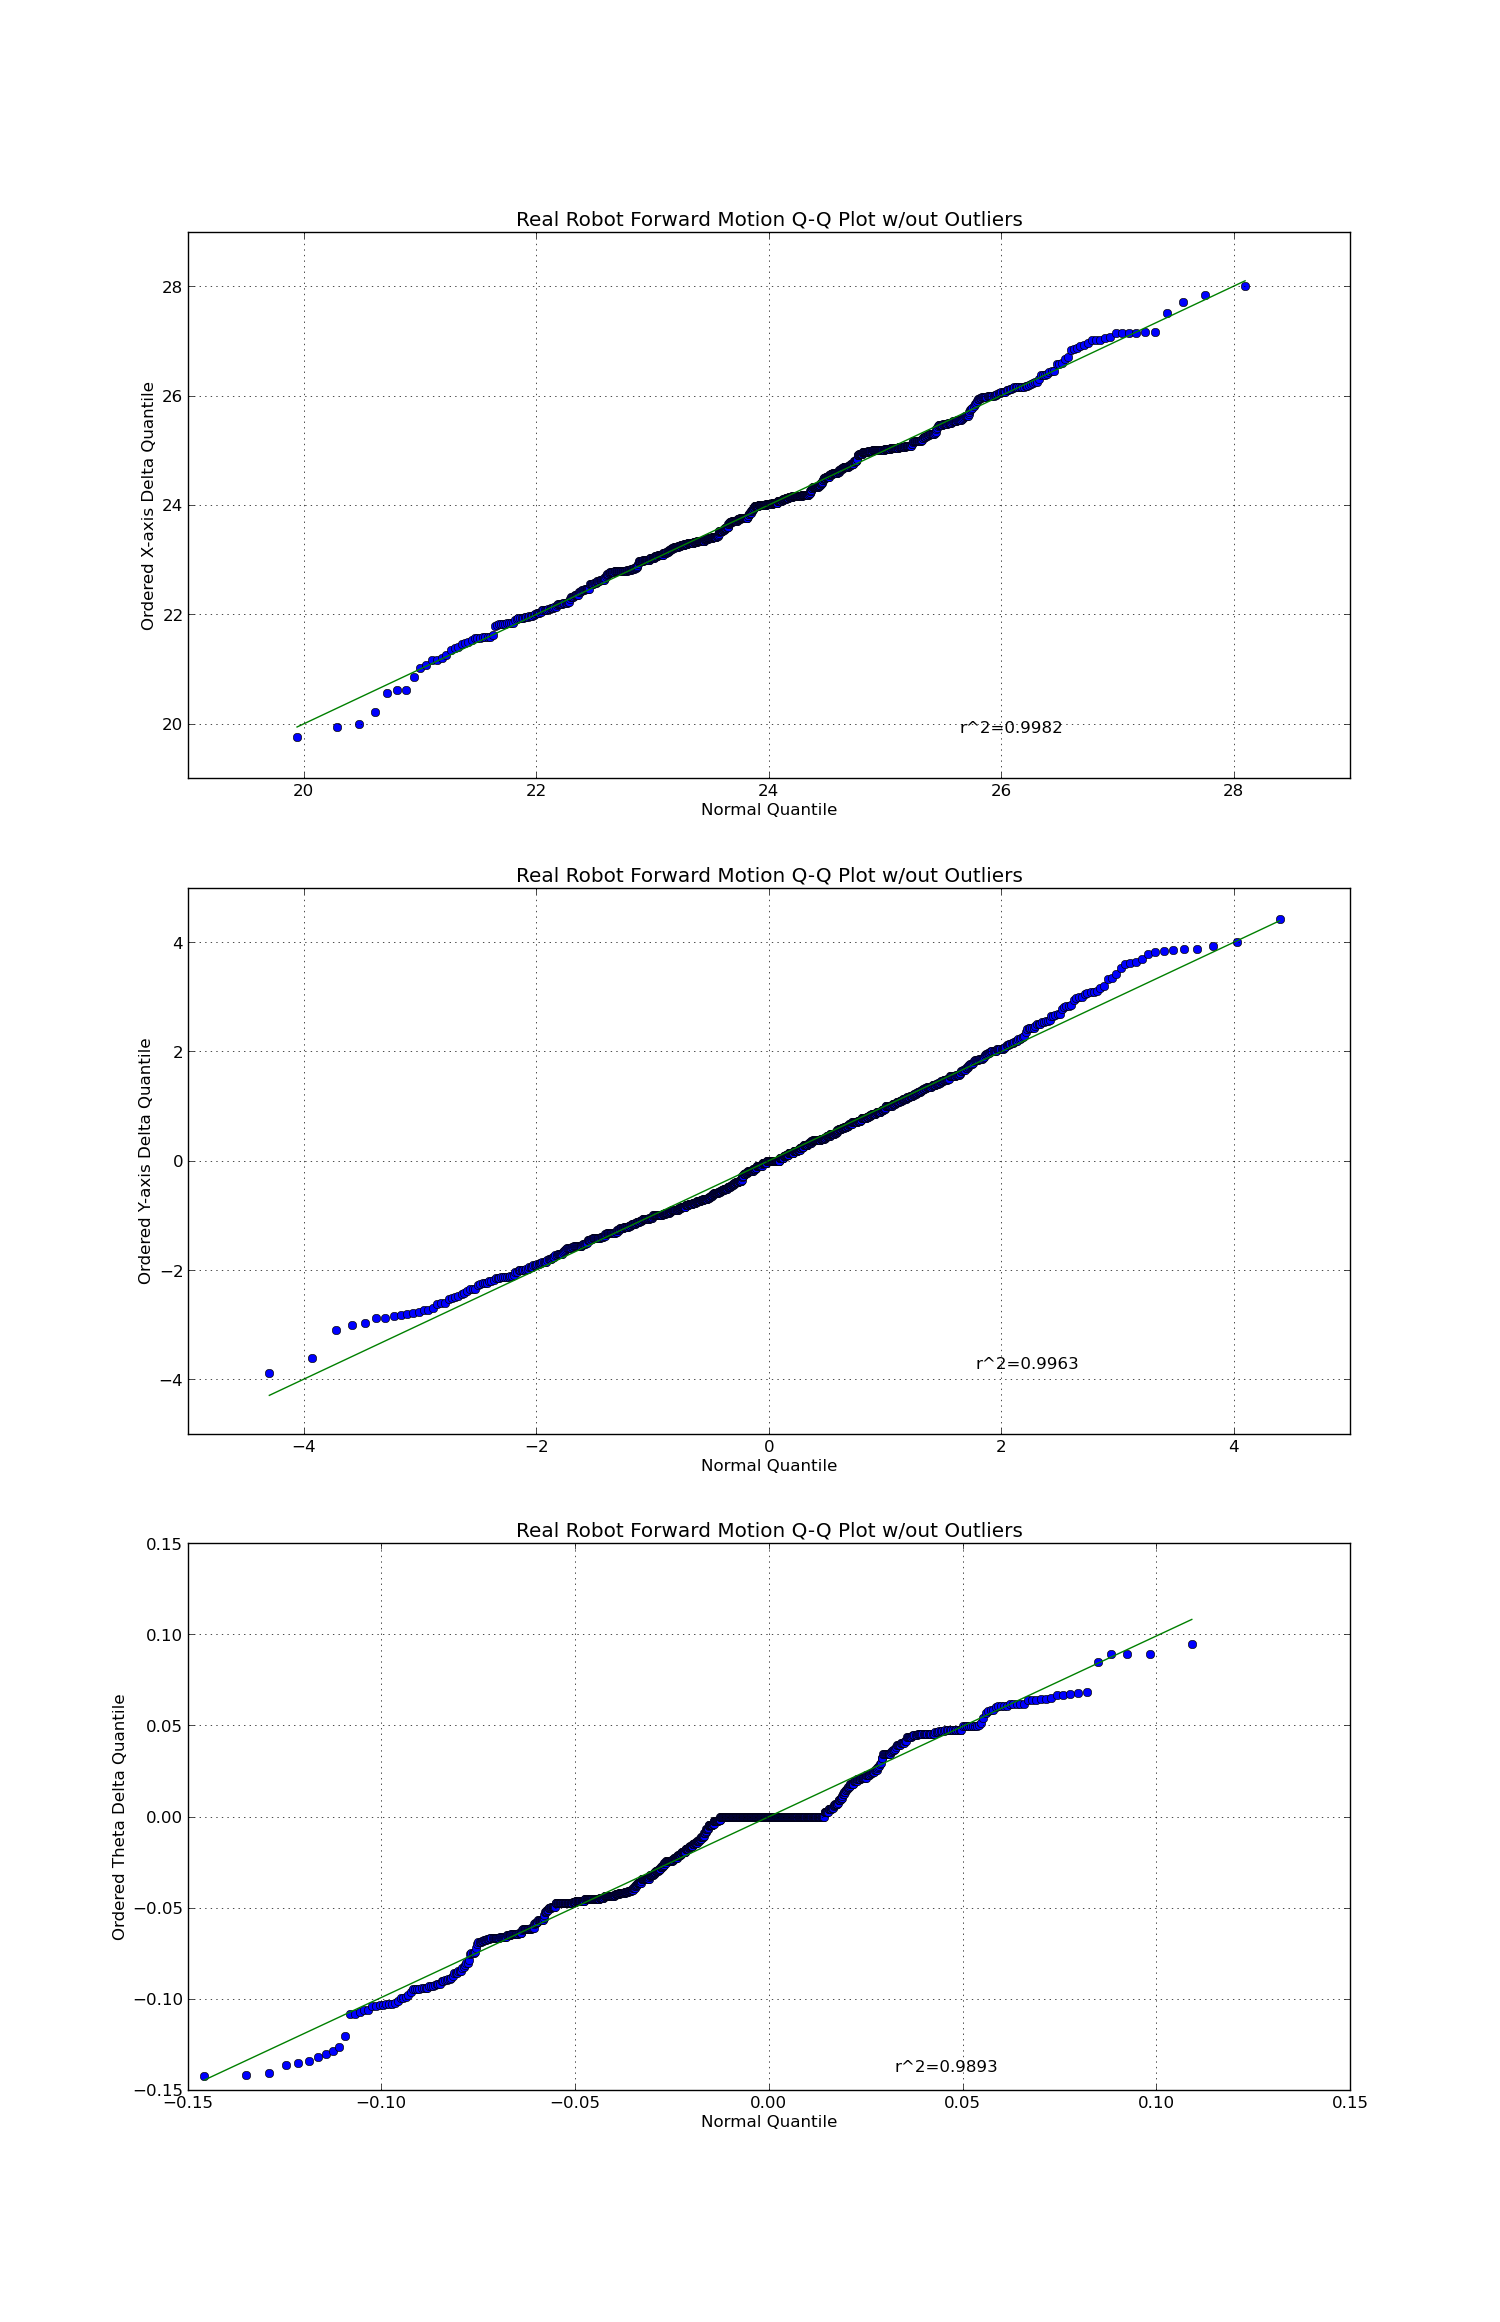 Real Robot Forward Motion Q-Q Plot w/out Outliers
Ordered X-axis Delta Quantile
28
26
24
22
20
r^2=0.9982
20 22 24 26 28
Normal Quantile
Real Robot Forward Motion Q-Q Plot w/out Outliers
Ordered Y-axis Delta Quantile
4
2
0
−2
−4
r^2=0.9963
−4 −2 0 2 4
Normal Quantile
Real Robot Forward Motion Q-Q Plot w/out Outliers
Ordered Theta Delta Quantile
0.15
0.10
0.05
0.00
−0.05
−0.10
−0.15
r^2=0.9893
−0.15 −0.10 −0.05 0.00 0.05 0.10 0.15
Normal Quantile